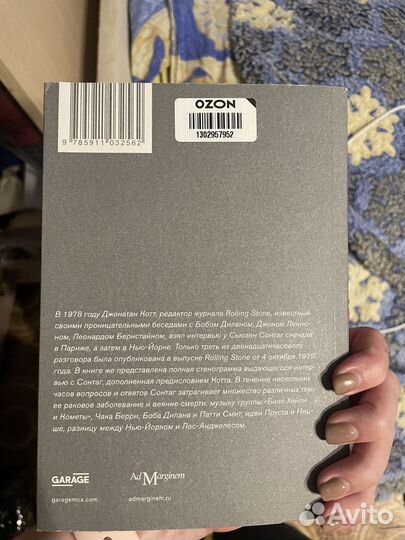 OZON
1302957952
9 785911 032562
В 1978 году Джонатан Котт, редактор журнала Rolling Stone, известный
своими проницательными беседами с Бобом Диланом, Джоном Ленно-
ном, Леонардом Бернстайном, взял интервью у Сьюзен Сонтаг сначала
в Париже, а затем в Нью-Йорке. Только треть их двенадцатичасового
разговора была опубликована в выпуске Rolling Stone от 4 октября 1979
года. В книге же представлена полная стенограмма выдающегося интер-
вью с Сонтаг, дополненная предисловием Котта. В течение нескольких
часов вопросов и ответов Сонтаг затрагивает множество различных тем:
ее раковое заболевание и веяние смерти, музыку группы «Билл Хейли
и Кометы», Чака Берри, Боба Дилана и Патти Смит, идеи Пруста и Ниц-
ше, разницу между Нью-Йорком и Лос-Анджелесом.
GARAGE
garagemca.com
Ad Marginem
admarginem.ru
Avito